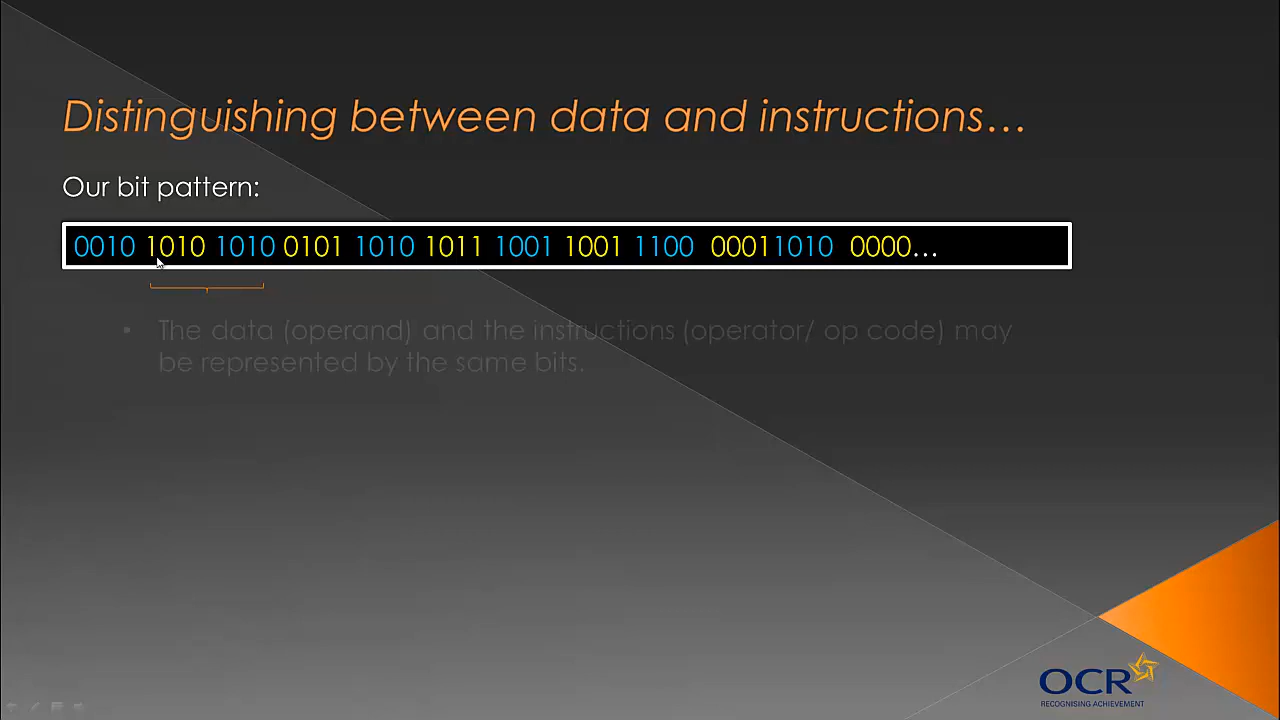 Distinguishing between data and instructions…
Our bit pattern:
0010 1010 1010 0101 1010 1011 1001 1001 1100 00011010 0000…
• The data (operand) and the instructions (operator/ op code) may
be represented by the same bits.
OCR
RECOGNISING ACHIEVEMENT